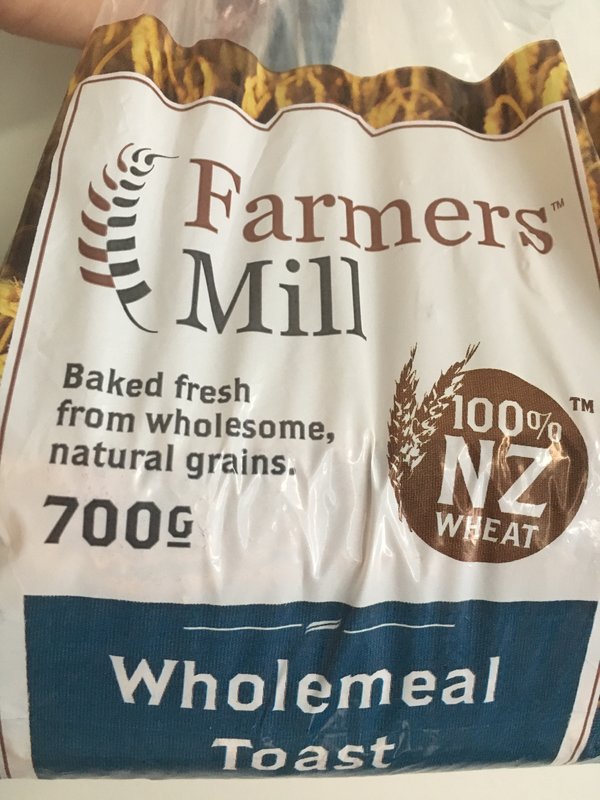 Farmers™
Mill
Baked fresh
from wholesome,
natural grains.
700G
100% ™
NZ
WHEAT
Wholemeal
Toast